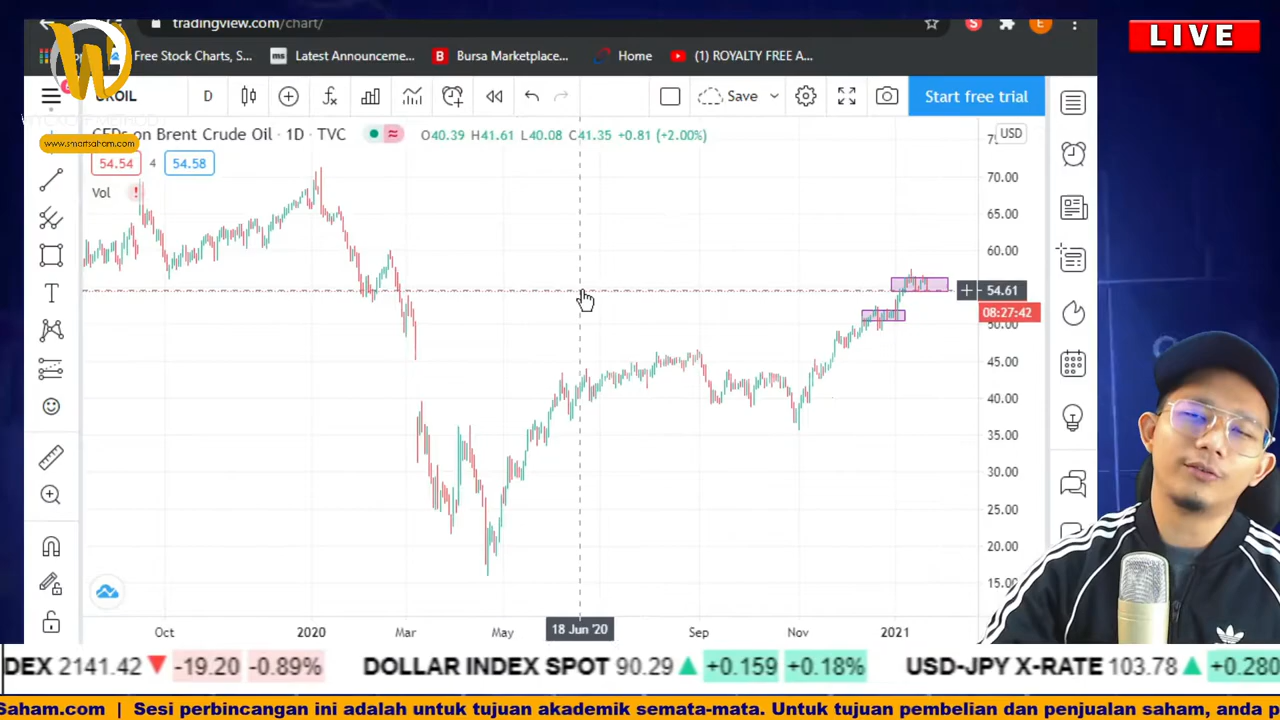 tradingview.com/chart/
LIVE
W
Free Stock Charts, S...
ms
Latest Announceme...
B
Bursa Marketplace...
Home
(1) ROYALTY FREE A...
S
E
UKOIL
D
Save
Start free trial
CFDs on Brent Crude Oil · 1D · TVC
O40.39 H41.61 L40.08 C41.35 +0.81 (+2.00%)
USD
www.smartsaham.com
54.54
4
54.58
Vol
!
70.00
65.00
60.00
54.61
08:27:42
50.00
45.00
40.00
35.00
30.00
25.00
20.00
15.00
Oct
2020
Mar
May
18 Jun '20
Sep
Nov
2021
DEX 2141.42 -19.20 -0.89%
DOLLAR INDEX SPOT 90.29 +0.159 +0.18%
USD-JPY X-RATE 103.78 +0.280
Saham.com | Sesi perbincangan ini adalah untuk tujuan akademik semata-mata. Untuk tujuan pembelian dan penjualan saham, anda p